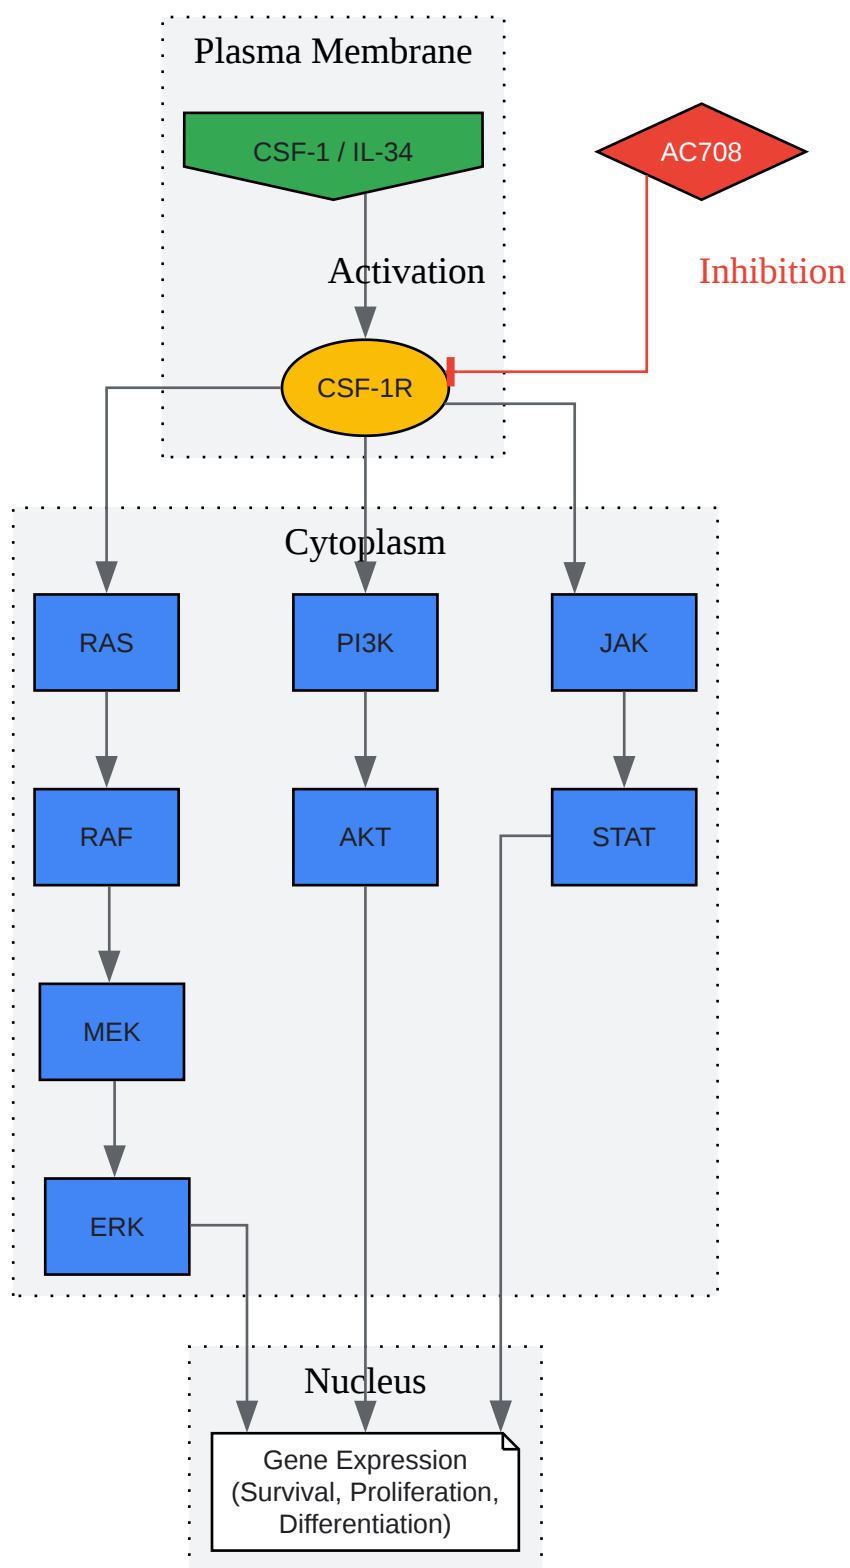 Plasma Membrane
CSF-1 / IL-34
AC708
Activation
Inhibition
CSF-1R
Cytoplasm
RAS
PI3K
JAK
RAF
AKT
STAT
MEK
ERK
Nucleus
Gene Expression
(Survival, Proliferation,
Differentiation)